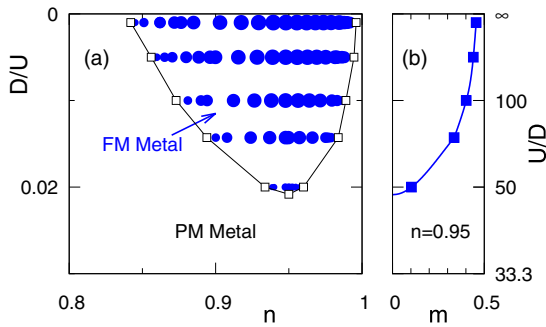 0 (a) (b) ∞
D/U FM Metal 100 U/D
0.02 50
PM Metal n=0.95
33.3
0.8 0.9 1 0 0.5
n m